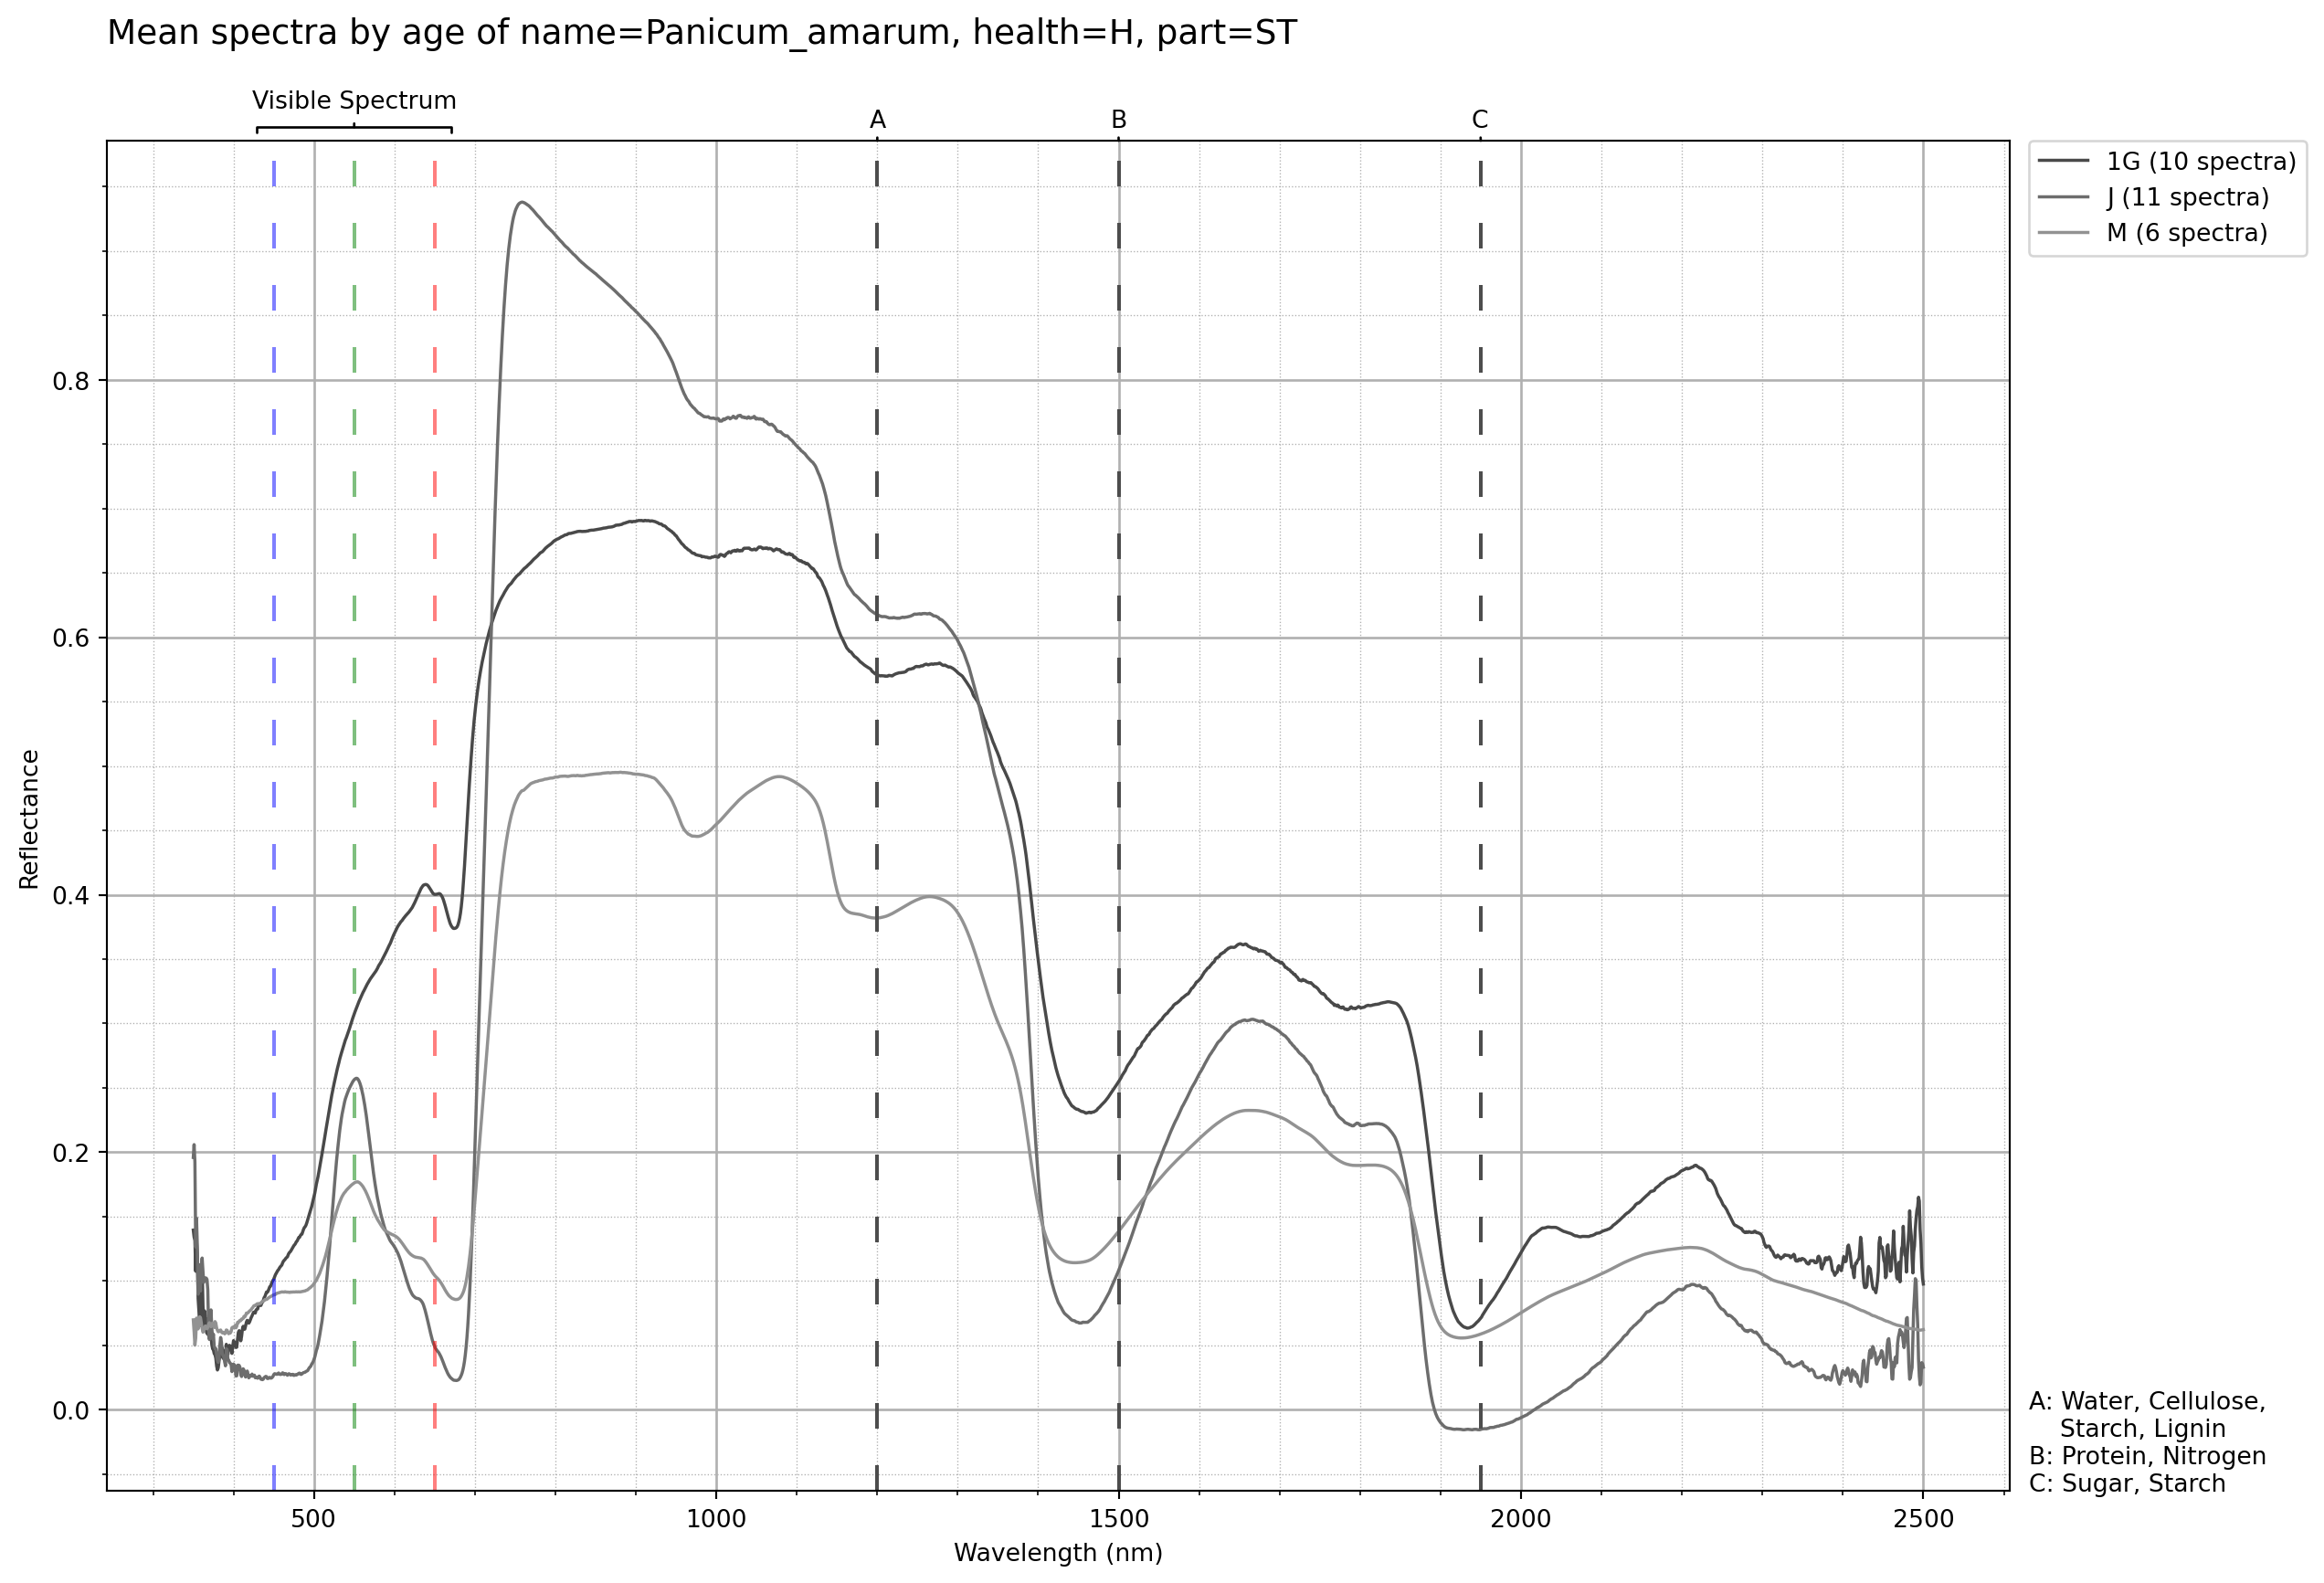 Mean spectra by age of name=Panicum_amarum, health=H, part=ST
Visible Spectrum
A
B
C
1G (10 spectra)
J (11 spectra)
M (6 spectra)
0.8
0.6
0.4
0.2
0.0
Reflectance
500
1000
1500
2000
2500
Wavelength (nm)
A: Water, Cellulose,
Starch, Lignin
B: Protein, Nitrogen
C: Sugar, Starch